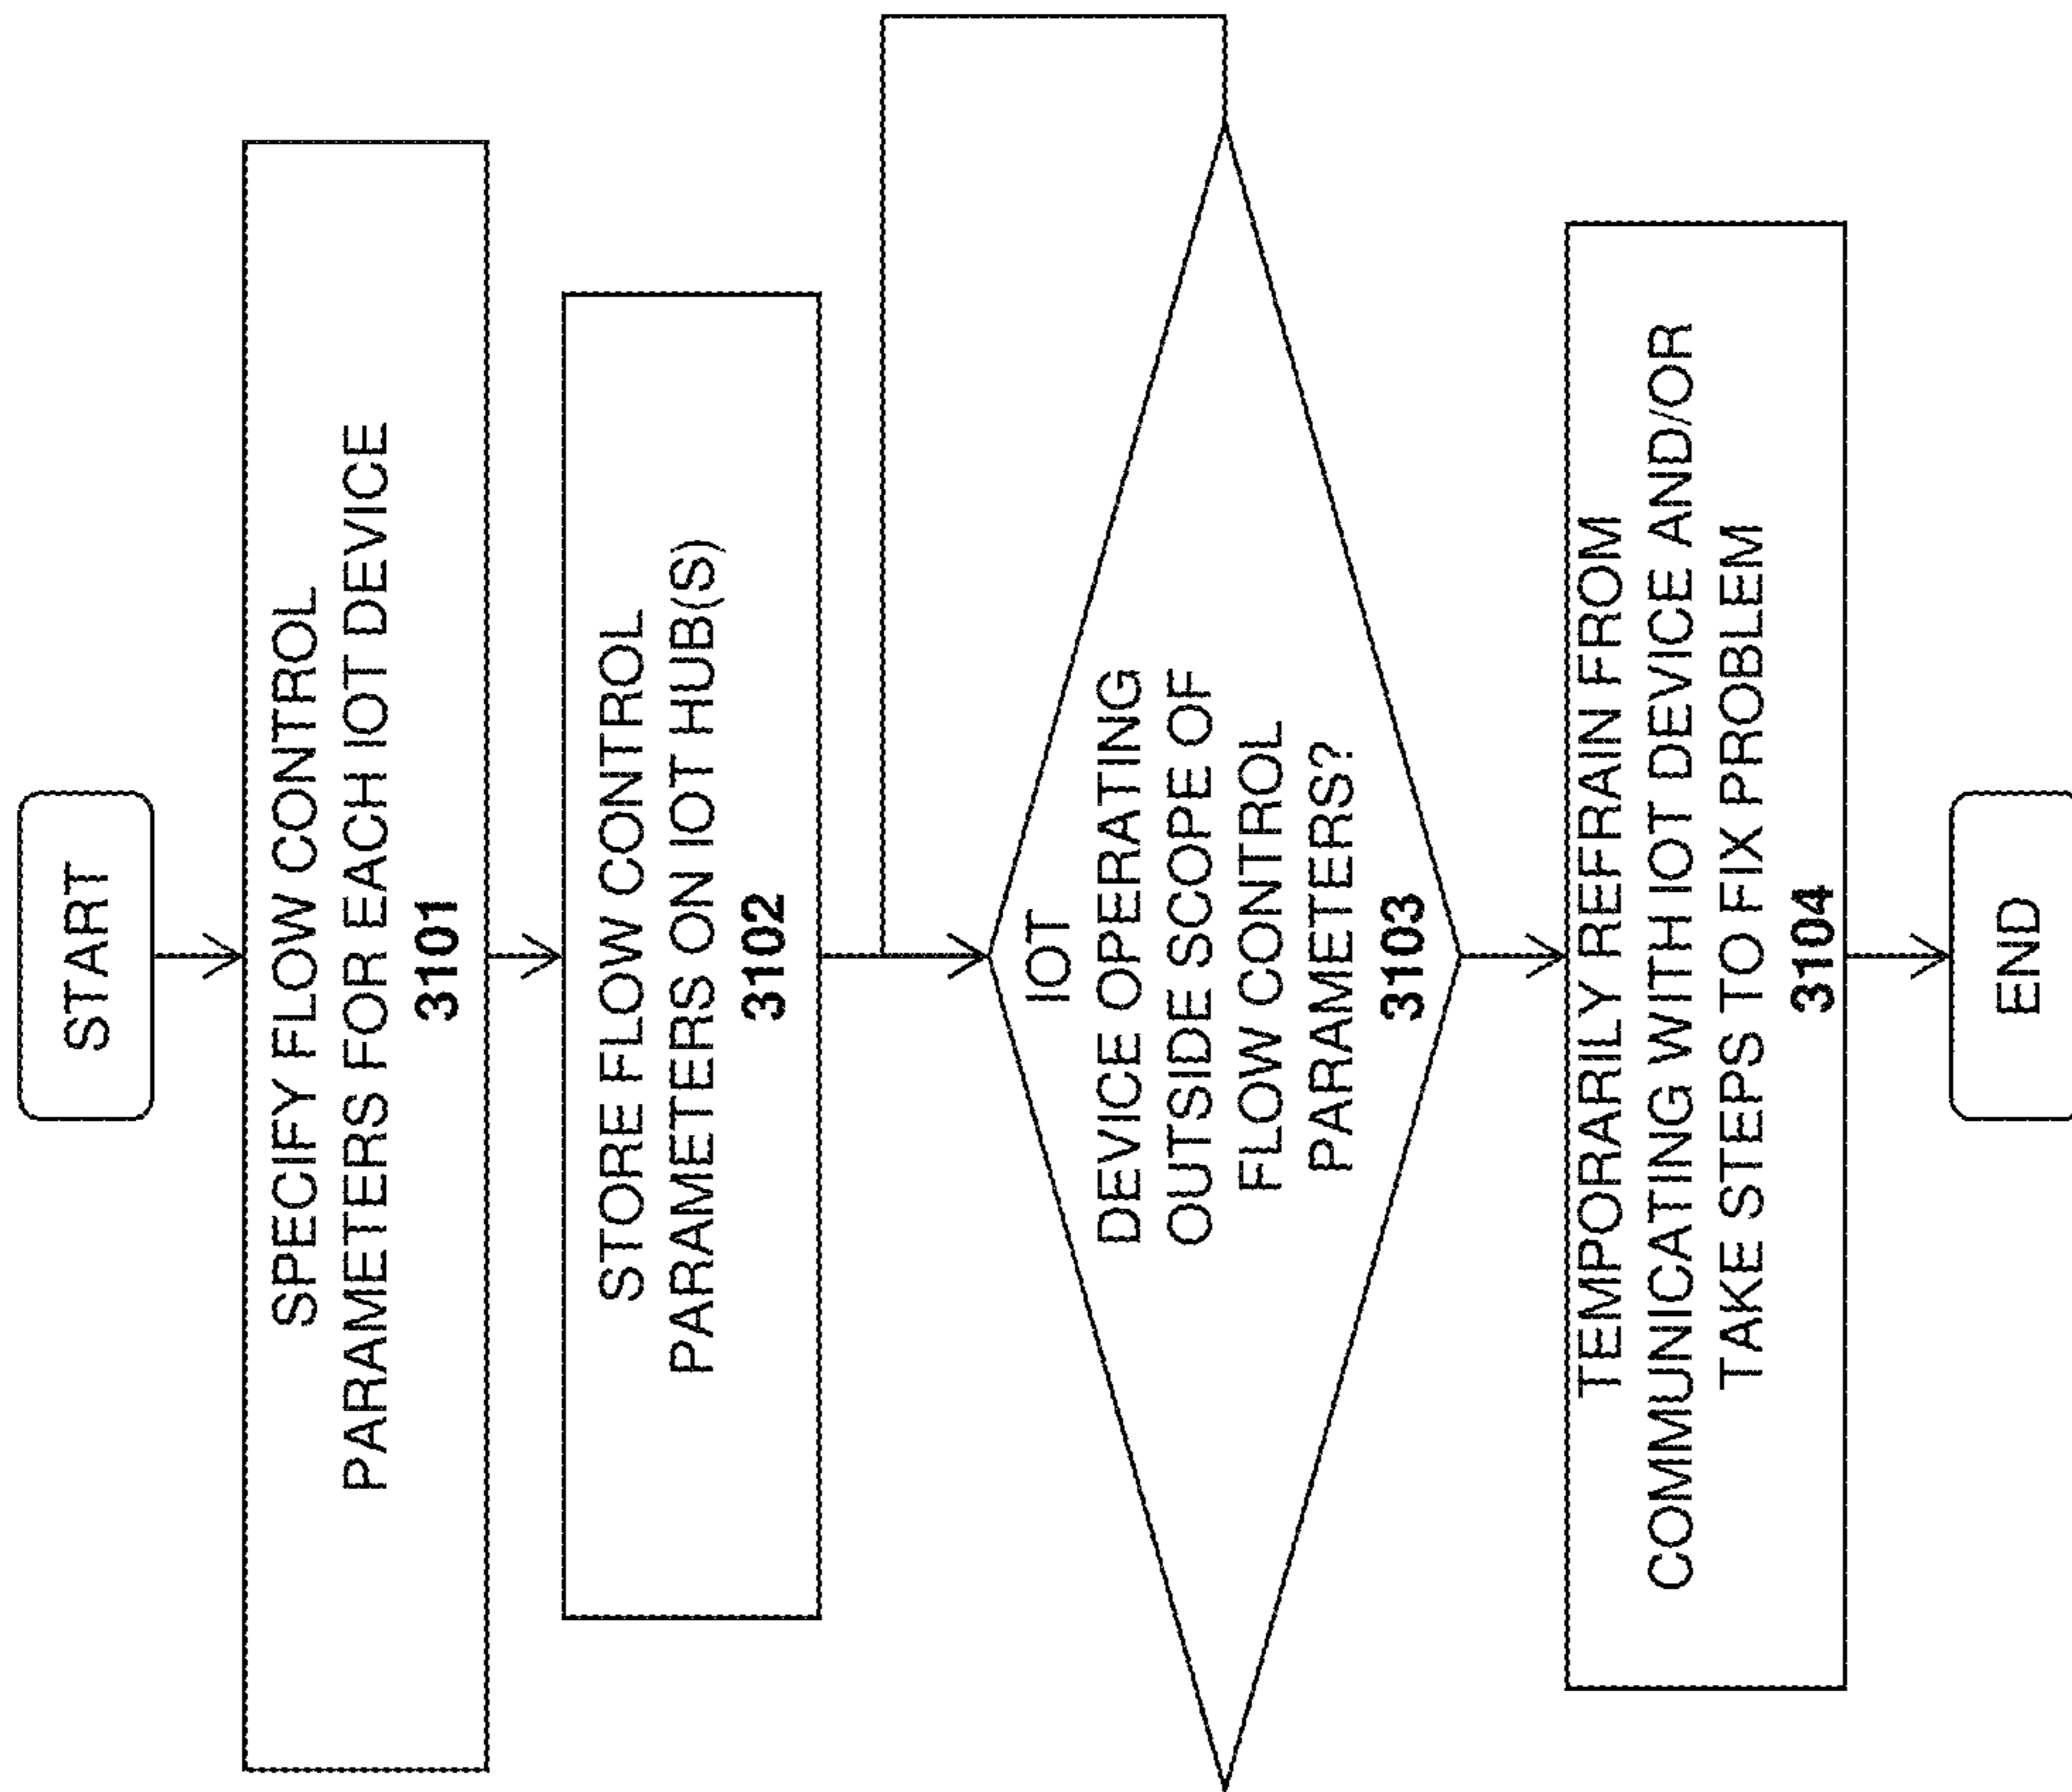 START
SPECIFY FLOW CONTROL
PARAMETERS FOR EACH IOT DEVICE
3101
STORE FLOW CONTROL
PARAMETERS ON IOT HUB(S)
3102
IOT
DEVICE OPERATING
OUTSIDE SCOPE OF
FLOW CONTROL
PARAMETERS?
3103
TEMPORARILY REFRAIN FROM
COMMUNICATING WITH IOT DEVICE AND/OR
TAKE STEPS TO FIX PROBLEM
3104
END